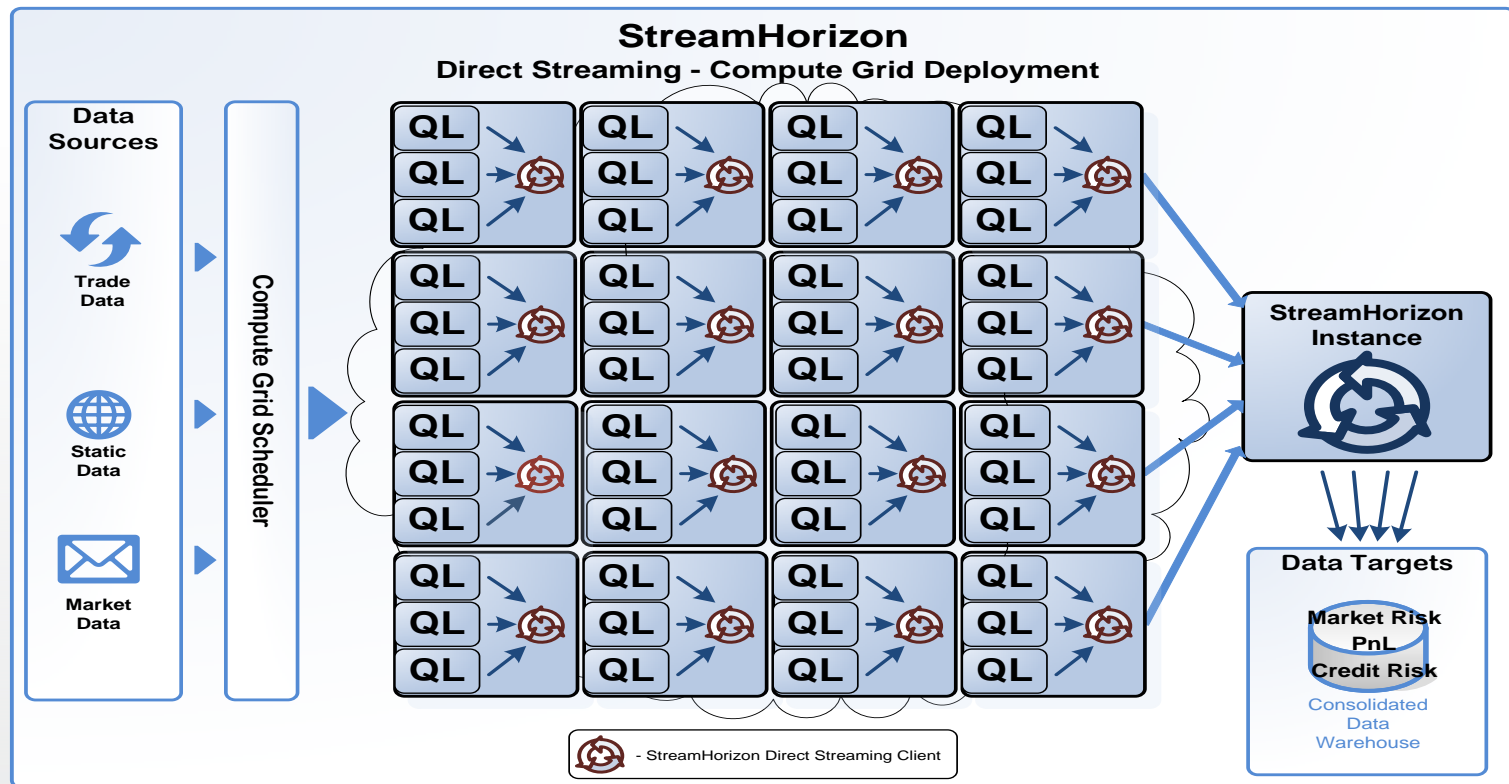 StreamHorizon
Direct Streaming - Compute Grid Deployment
Data
Sources
Trade
Data
Static
Data
Market
Data
Compute Grid Scheduler
QL QL QL QL
QL QL QL QL
QL QL QL QL
QL QL QL QL
QL QL QL QL
QL QL QL QL
QL QL QL QL
QL QL QL QL
QL QL QL QL
QL QL QL QL
QL QL QL QL
QL QL QL QL
StreamHorizon
Instance
Data Targets
Market Risk
PnL
Credit Risk
Consolidated
Data
Warehouse
- StreamHorizon Direct Streaming Client